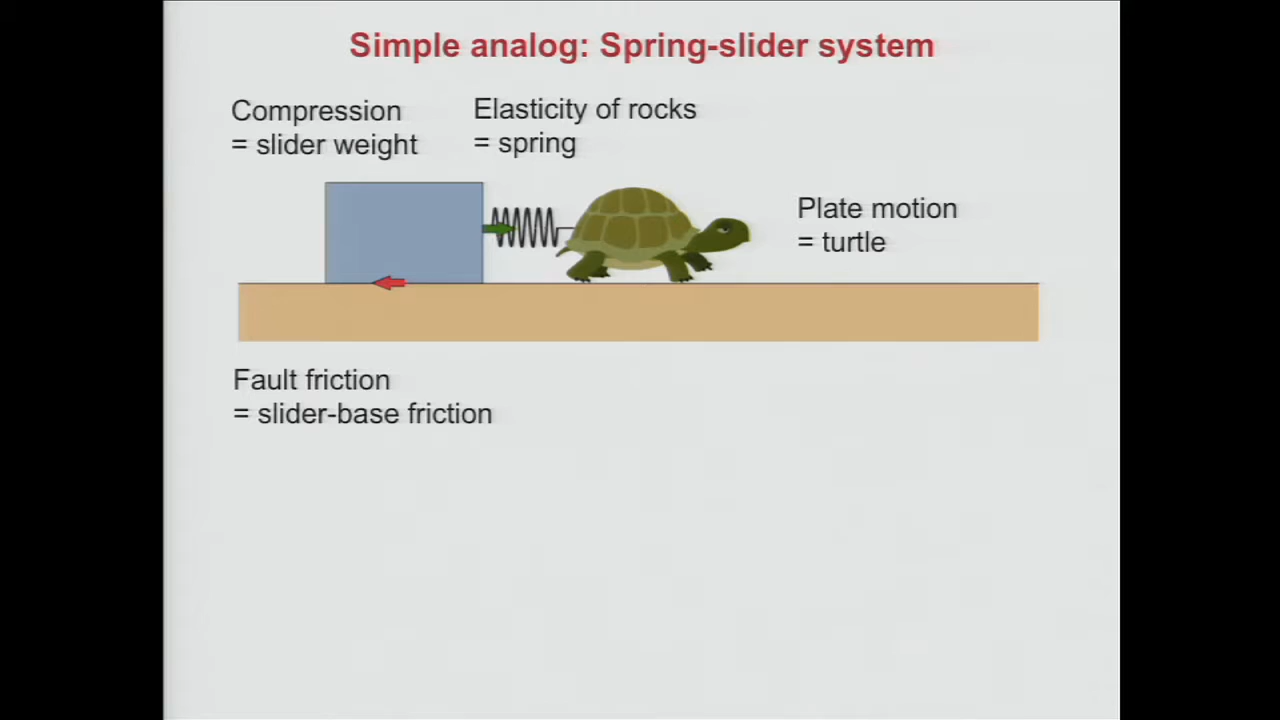 Simple analog: Spring-slider system
Compression
= slider weight
Elasticity of rocks
= spring
Plate motion
= turtle
Fault friction
= slider-base friction